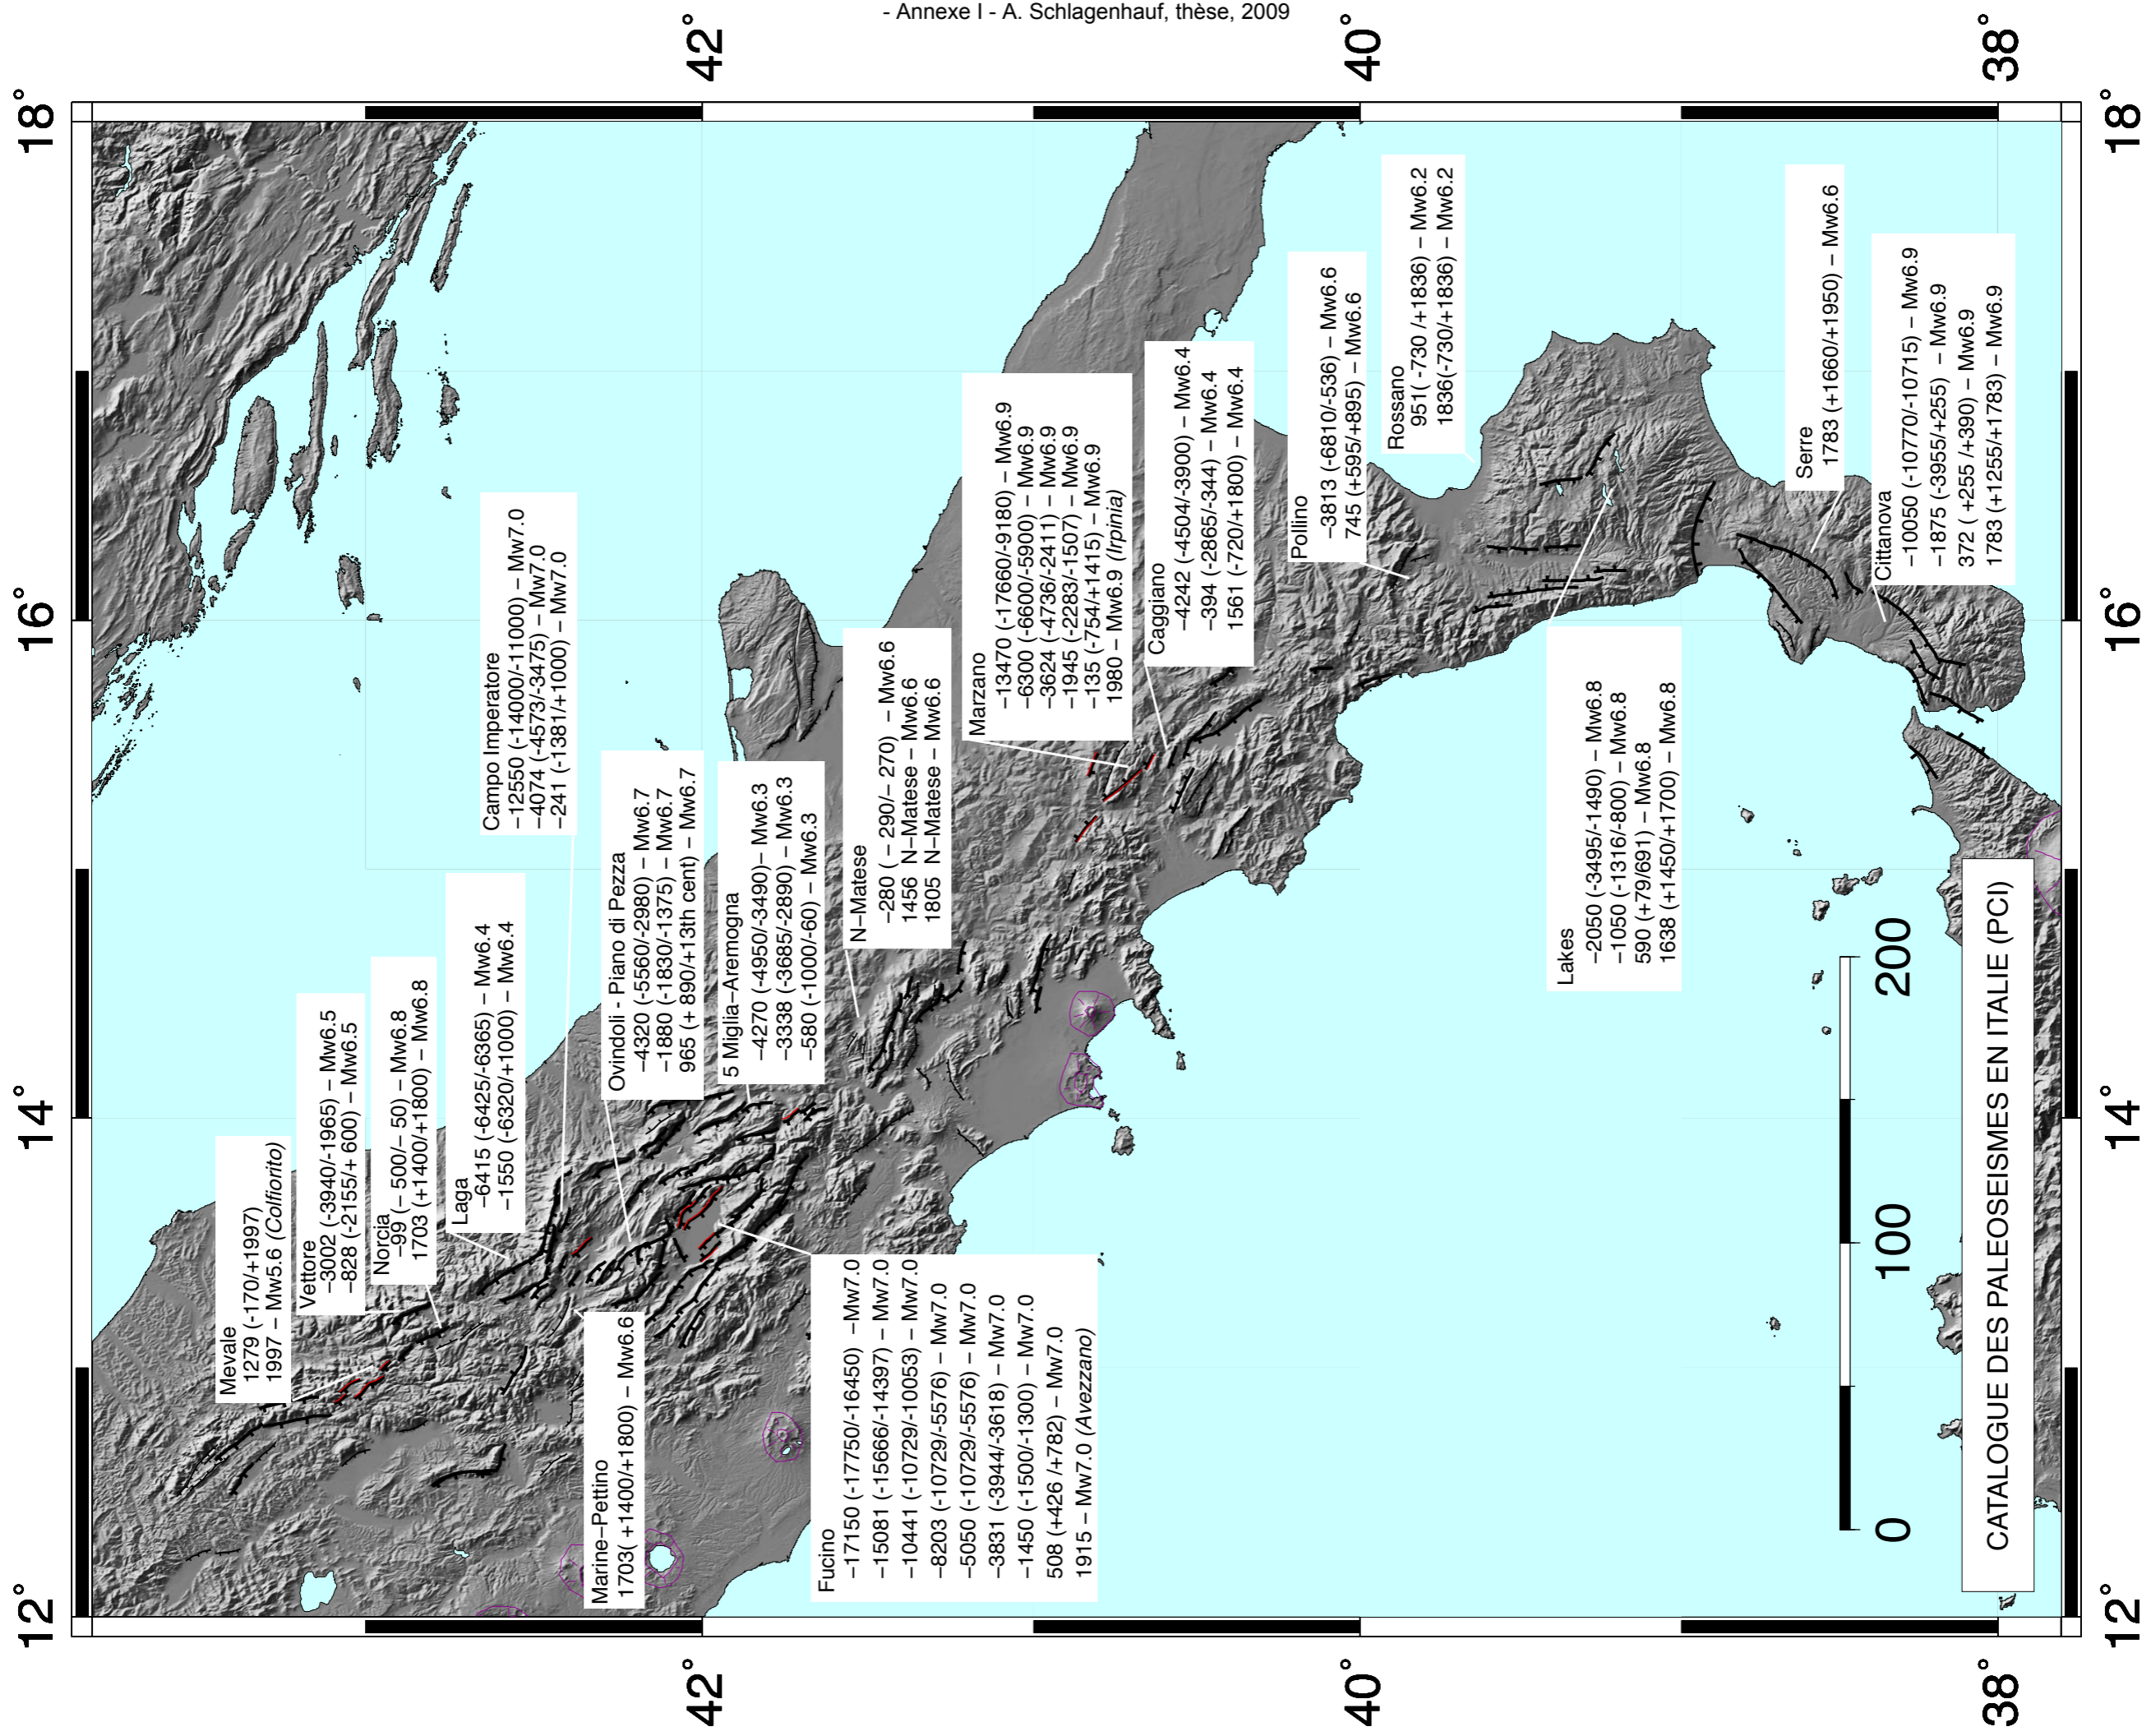 - Annexe I - A. Schlagenhauf, thèse, 2009
12°
14°
16°
18°
42°
40°
38°
42°
40°
38°
12°
14°
16°
18°
Mevale
1279 (-170/+1997)
1997 – Mw5.6 (Colfiorito)
Vettore
–3002 (-3940/-1965) – Mw6.5
–828 (-2155/+ 600) – Mw6.5
Norcia
–99 (– 500/– 50) – Mw6.8
1703 (+1400/+1800) – Mw6.8
Laga
–6415 (-6425/-6365) – Mw6.4
–1550 (-6320/+1000) – Mw6.4
Campo Imperatore
–12550 (-14000/-11000) – Mw7.0
–4074 (-4573/-3475) – Mw7.0
–241 (-1381/+1000) – Mw7.0
Ovindoli - Piano di Pezza
–4320 (-5560/-2980) – Mw6.7
–1880 (-1830/-1375) – Mw6.7
965 (+ 890/+13th cent) – Mw6.7
5 Miglia–Aremogna
–4270 (-4950/-3490)– Mw6.3
–3338 (-3685/-2890) – Mw6.3
–580 (-1000/-60) – Mw6.3
N–Matese
–280 ( – 290/– 270)  – Mw6.6
1456  N–Matese – Mw6.6
1805  N–Matese – Mw6.6
Marzano
–13470 (-17660/-9180) – Mw6.9
–6300 (-6600/-5900) – Mw6.9
–3624 (-4736/-2411) – Mw6.9
–1945 (-2283/-1507) – Mw6.9
–135 (-754/+1415) – Mw6.9
1980 – Mw6.9 (Irpinia)
Caggiano
–4242 (-4504/-3900) – Mw6.4
–394 (-2865/-344) – Mw6.4
1561 (-720/+1800) – Mw6.4
Pollino
–3813 (-6810/-536) – Mw6.6
745 (+595/+895) – Mw6.6
Rossano
951( -730 /+1836) – Mw6.2
1836(-730/+1836) – Mw6.2
Serre
1783 (+1660/+1950) – Mw6.6
Cittanova
–10050 (-10770/-10715) – Mw6.9
–1875 (-3955/+255)  – Mw6.9
372 ( +255 /+390) – Mw6.9
1783 (+1255/+1783) – Mw6.9
Marine–Pettino
1703( +1400/+1800) – Mw6.6
Fucino
–17150 (-17750/-16450)  –Mw7.0
–15081 (-15666/-14397) – Mw7.0
–10441 (-10729/-10053) – Mw7.0
–8203 (-10729/-5576) – Mw7.0
–5050 (-10729/-5576) – Mw7.0
–3831 (-3944/-3618) – Mw7.0
–1450 (-1500/-1300) – Mw7.0
508 (+426 /+782) – Mw7.0
1915 – Mw7.0 (Avezzano)
Lakes
–2050 (-3495/-1490) – Mw6.8
–1050 (-1316/-800) – Mw6.8
590 (+79/691) – Mw6.8
1638 (+1450/+1700) – Mw6.8
0 100 200
CATALOGUE DES PALEOSEISMES EN ITALIE (PCI)